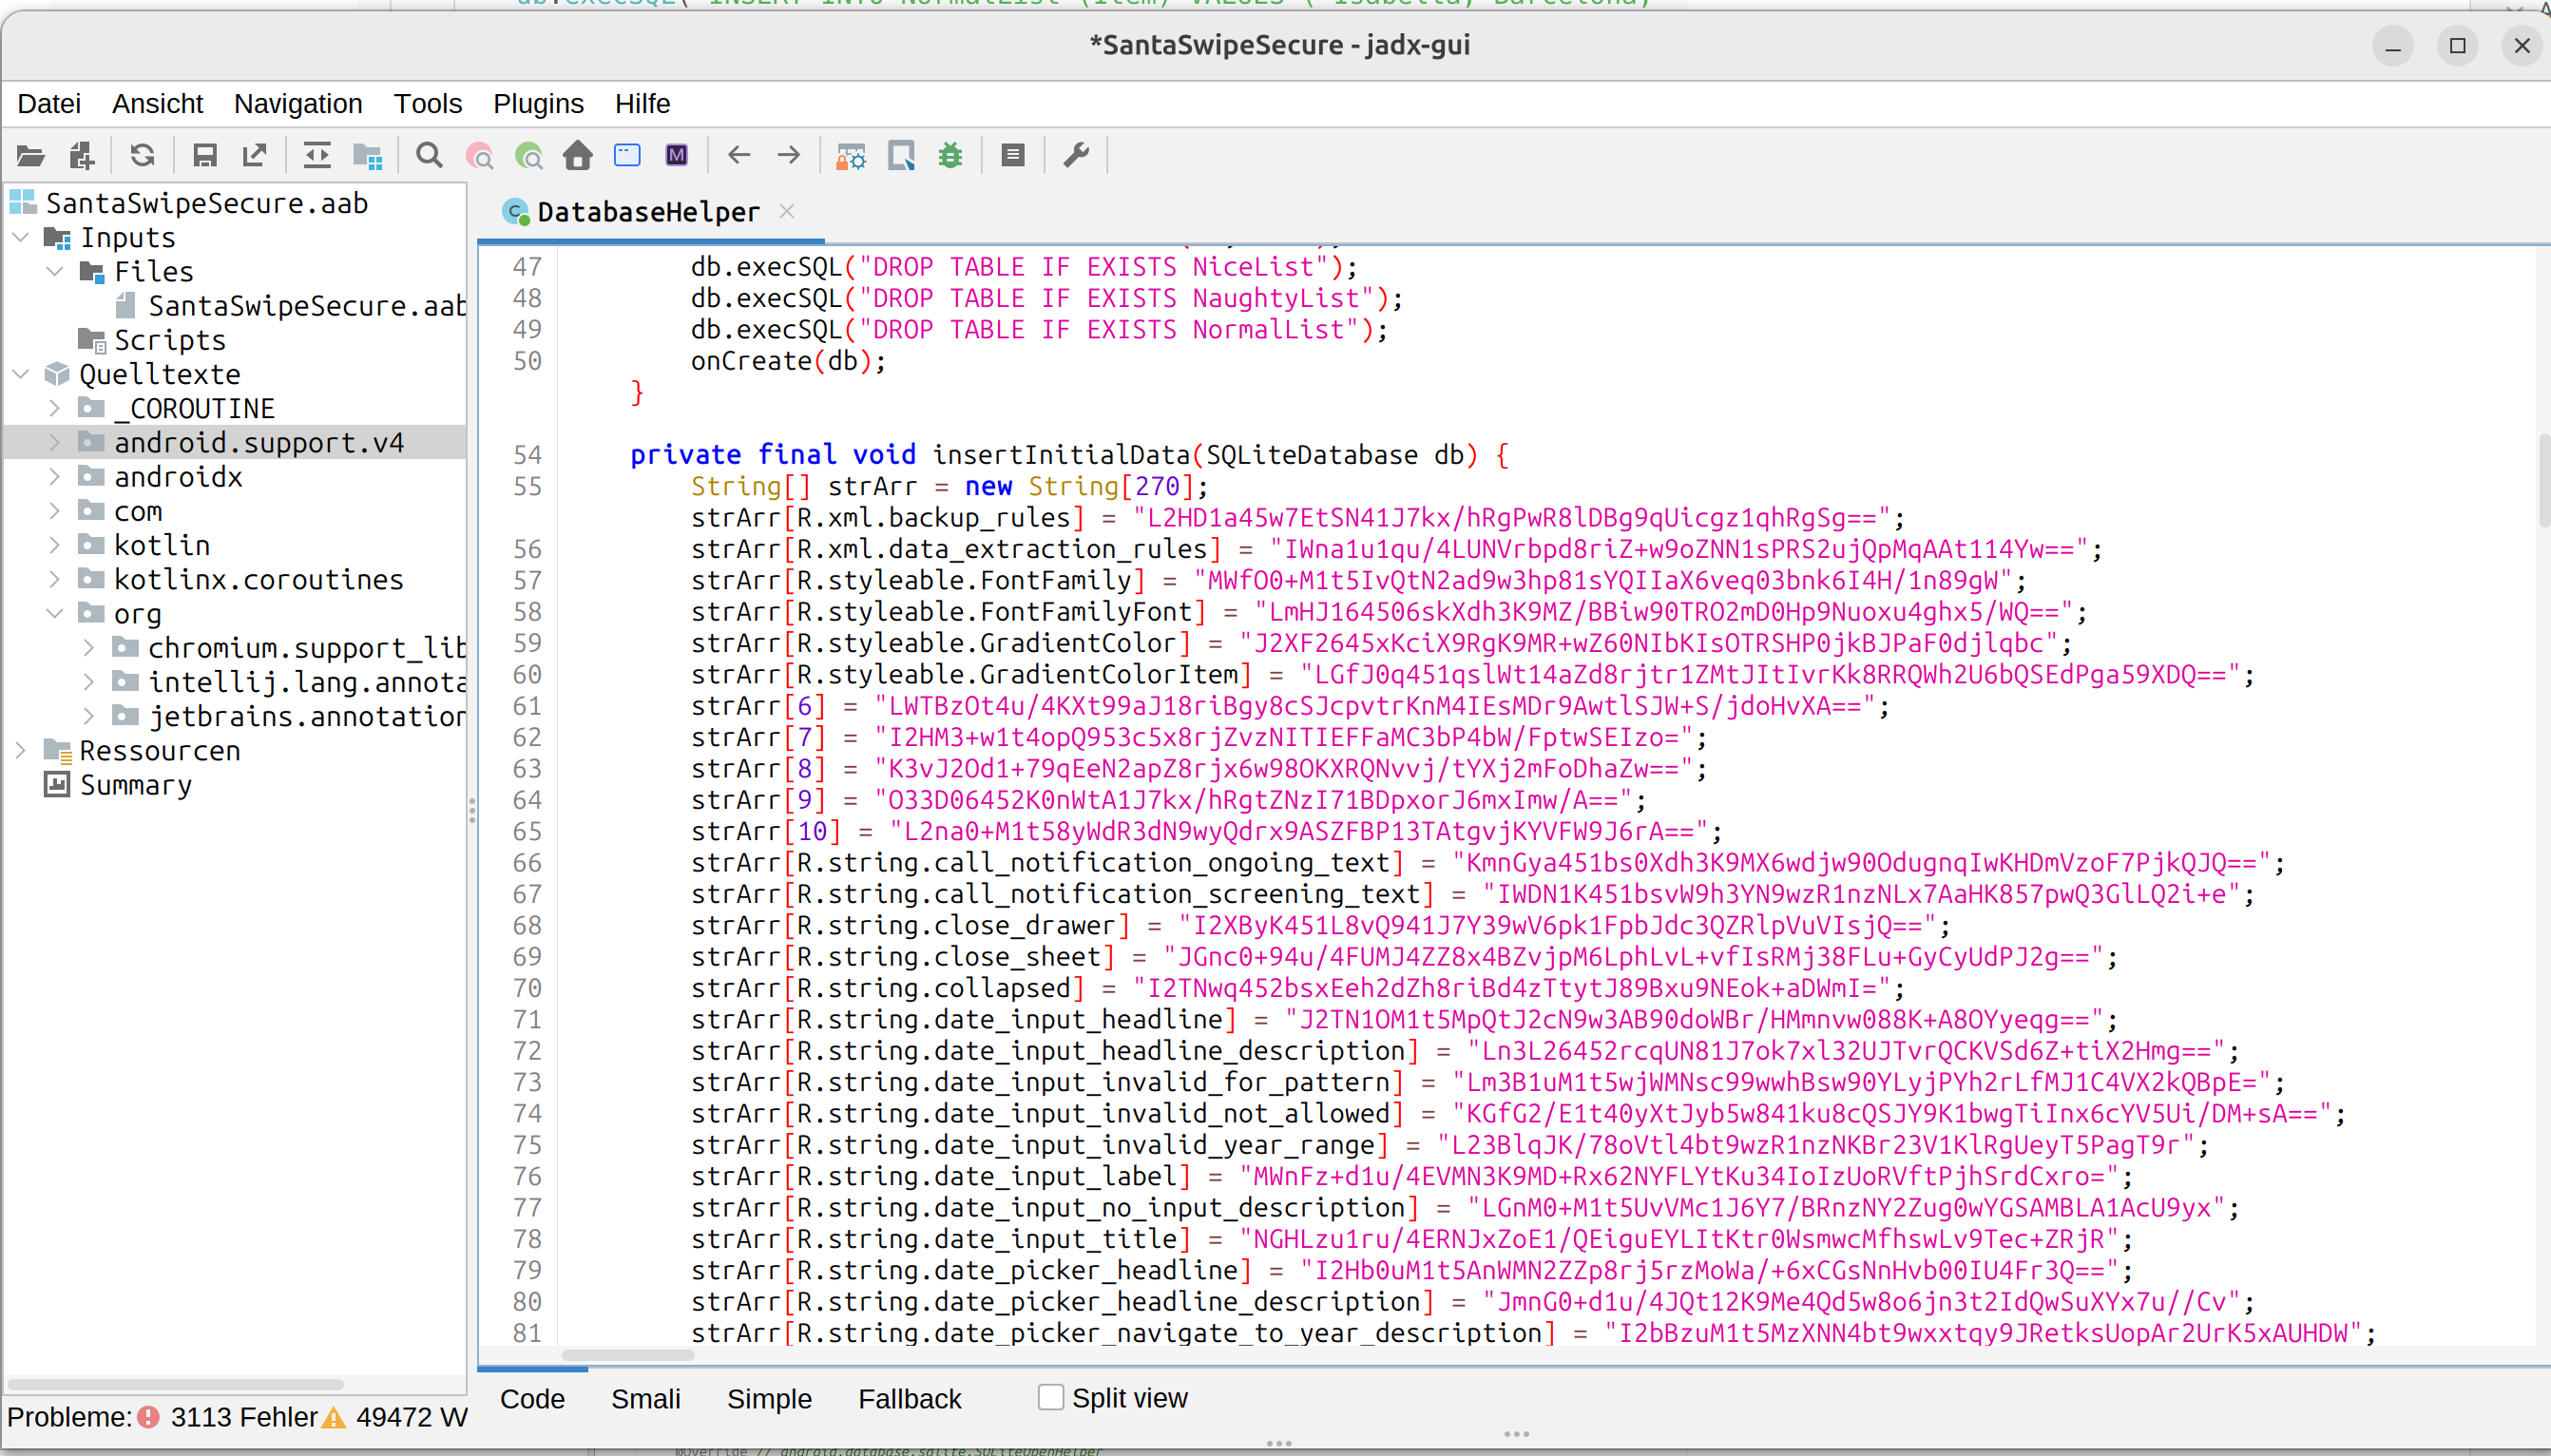 *SantaSwipeSecure - jadx-gui
Datei Ansicht Navigation Tools Plugins Hilfe
SantaSwipeSecure.aab
Inputs
Files
SantaSwipeSecure.aab
Scripts
Quelltexte
_COROUTINE
android.support.v4
androidx
com
kotlin
kotlinx.coroutines
org
chromium.support_lib
intellij.lang.annota
jetbrains.annotation
Ressourcen
Summary
Probleme: 3113 Fehler 49472 W
DatabaseHelper
47 db.execSQL("DROP TABLE IF EXISTS NiceList");
48 db.execSQL("DROP TABLE IF EXISTS NaughtyList");
49 db.execSQL("DROP TABLE IF EXISTS NormalList");
50 onCreate(db);
}
54 private final void insertInitialData(SQLiteDatabase db) {
55 String[] strArr = new String[270];
strArr[R.xml.backup_rules] = "L2HD1a45w7EtSN41J7kx/hRgPwR8lDBg9qUicgz1qhRgSg==";
56 strArr[R.xml.data_extraction_rules] = "IWna1u1qu/4LUNVrbpd8riZ+w9oZNN1sPRS2ujQpMqAAt114Yw==";
57 strArr[R.styleable.FontFamily] = "MWfO0+M1t5IvQtN2ad9w3hp81sYQIIaX6veq03bnk6I4H/1n89gW";
58 strArr[R.styleable.FontFamilyFont] = "LmHJ164506skXdh3K9MZ/BBiw90TRO2mD0Hp9Nuoxu4ghx5/WQ==";
59 strArr[R.styleable.GradientColor] = "J2XF2645xKciX9RgK9MR+wZ60NIbKIsOTRSHP0jkBJPaF0djlqbc";
60 strArr[R.styleable.GradientColorItem] = "LGfJ0q451qslWt14aZd8rjtr1ZMtJItIvrKk8RRQWh2U6bQSEdPga59XDQ==";
61 strArr[6] = "LWTBzOt4u/4KXt99aJ18riBgy8cSJcpvtrKnM4IEsMDr9AwtlSJW+S/jdoHvXA==";
62 strArr[7] = "I2HM3+w1t4opQ953c5x8rjZvzNITIEFFaMC3bP4bW/FptwSEIzo=";
63 strArr[8] = "K3vJ2Od1+79qEeN2apZ8rjx6w98OKXRQNvvj/tYXj2mFoDhaZw==";
64 strArr[9] = "O33D06452K0nWtA1J7kx/hRgtZNzI71BDpxorJ6mxImw/A==";
65 strArr[10] = "L2na0+M1t58yWdR3dN9wyQdrx9ASZFBP13TAtgvjKYVFW9J6rA==";
66 strArr[R.string.call_notification_ongoing_text] = "KmnGya451bs0Xdh3K9MX6wdjw90OdugnqIwKHDmVzoF7PjkQJQ==";
67 strArr[R.string.call_notification_screening_text] = "IWDN1K451bsvW9h3YN9wzR1nzNLx7AaHK857pwQ3GlLQ2i+e";
68 strArr[R.string.close_drawer] = "I2XByK451L8vQ941J7Y39wV6pk1FpbJdc3QZRlpVuVIsjQ==";
69 strArr[R.string.close_sheet] = "JGnc0+94u/4FUMJ4ZZ8x4BZvjpM6LphLvL+vfIsRMj38FLu+GyCyUdPJ2g==";
70 strArr[R.string.collapsed] = "I2TNwq452bsxEeh2dZh8riBd4zTtytJ89Bxu9NEok+aDWmI=";
71 strArr[R.string.date_input_headline] = "J2TN1OM1t5MpQtJ2cN9w3AB90doWBr/HMmnvw088K+A8OYyeqg==";
72 strArr[R.string.date_input_headline_description] = "Ln3L26452rcqUN81J7ok7xl32UJTvrQCKVSd6Z+tiX2Hmg==";
73 strArr[R.string.date_input_invalid_for_pattern] = "Lm3B1uM1t5wjWMNsc99wwhBsw90YLyjPYh2rLfMJ1C4VX2kQBpE=";
74 strArr[R.string.date_input_invalid_not_allowed] = "KGfG2/E1t40yXtJyb5w841ku8cQSJY9K1bwgTiInx6cYV5Ui/DM+sA==";
75 strArr[R.string.date_input_invalid_year_range] = "L23BlqJK/78oVtl4bt9wzR1nzNKBr23V1KlRgUeyT5PagT9r";
76 strArr[R.string.date_input_label] = "MWnFz+d1u/4EVMN3K9MD+Rx62NYFLYtKu34IoIzUoRVftPjhSrdCxro=";
77 strArr[R.string.date_input_no_input_description] = "LGnM0+M1t5UvVMc1J6Y7/BRnzNY2Zug0wYGSAMBLA1AcU9yx";
78 strArr[R.string.date_input_title] = "NGHLzu1ru/4ERNJxZoE1/QEiguEYLItKtr0WsmwcMfhswLv9Tec+ZRjR";
79 strArr[R.string.date_picker_headline] = "I2Hb0uM1t5AnWMN2ZZp8rj5rzMoWa/+6xCGsNnHvb00IU4Fr3Q==";
80 strArr[R.string.date_picker_headline_description] = "JmnG0+d1u/4JQt12K9Me4Qd5w8o6jn3t2IdQwSuXYx7u//Cv";
81 strArr[R.string.date_picker_navigate_to_year_description] = "I2bBzuM1t5MzXNN4bt9wxxtqy9JRetksUopAr2UrK5xAUHDW";
Code Smali Simple Fallback Split view